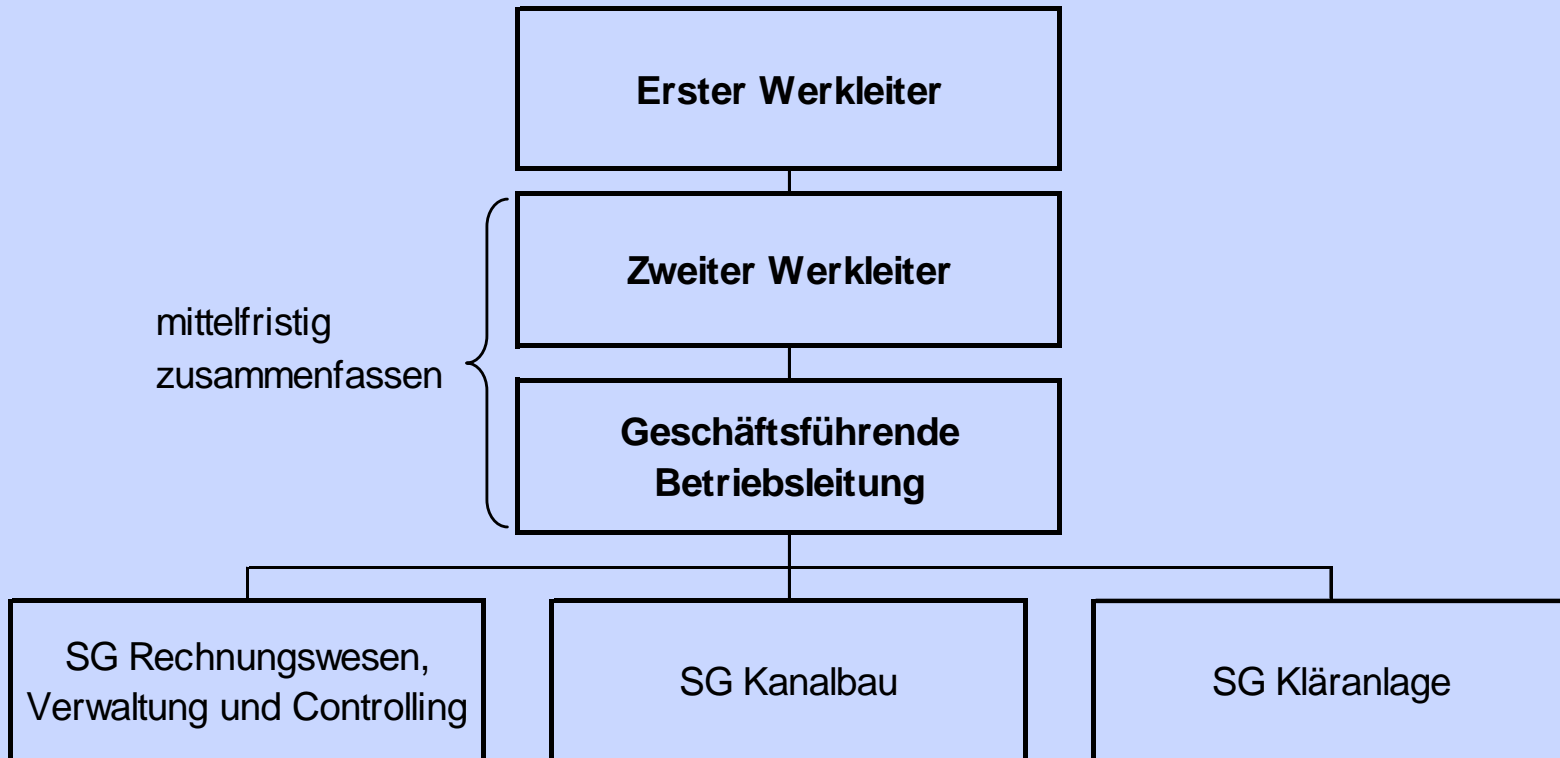 Erster Werkleiter
Zweiter Werkleiter
mittelfristig
zusammenfassen
Geschäftsführende
Betriebsleitung
SG Rechnungswesen,
Verwaltung und Controlling
SG Kanalbau
SG Kläranlage